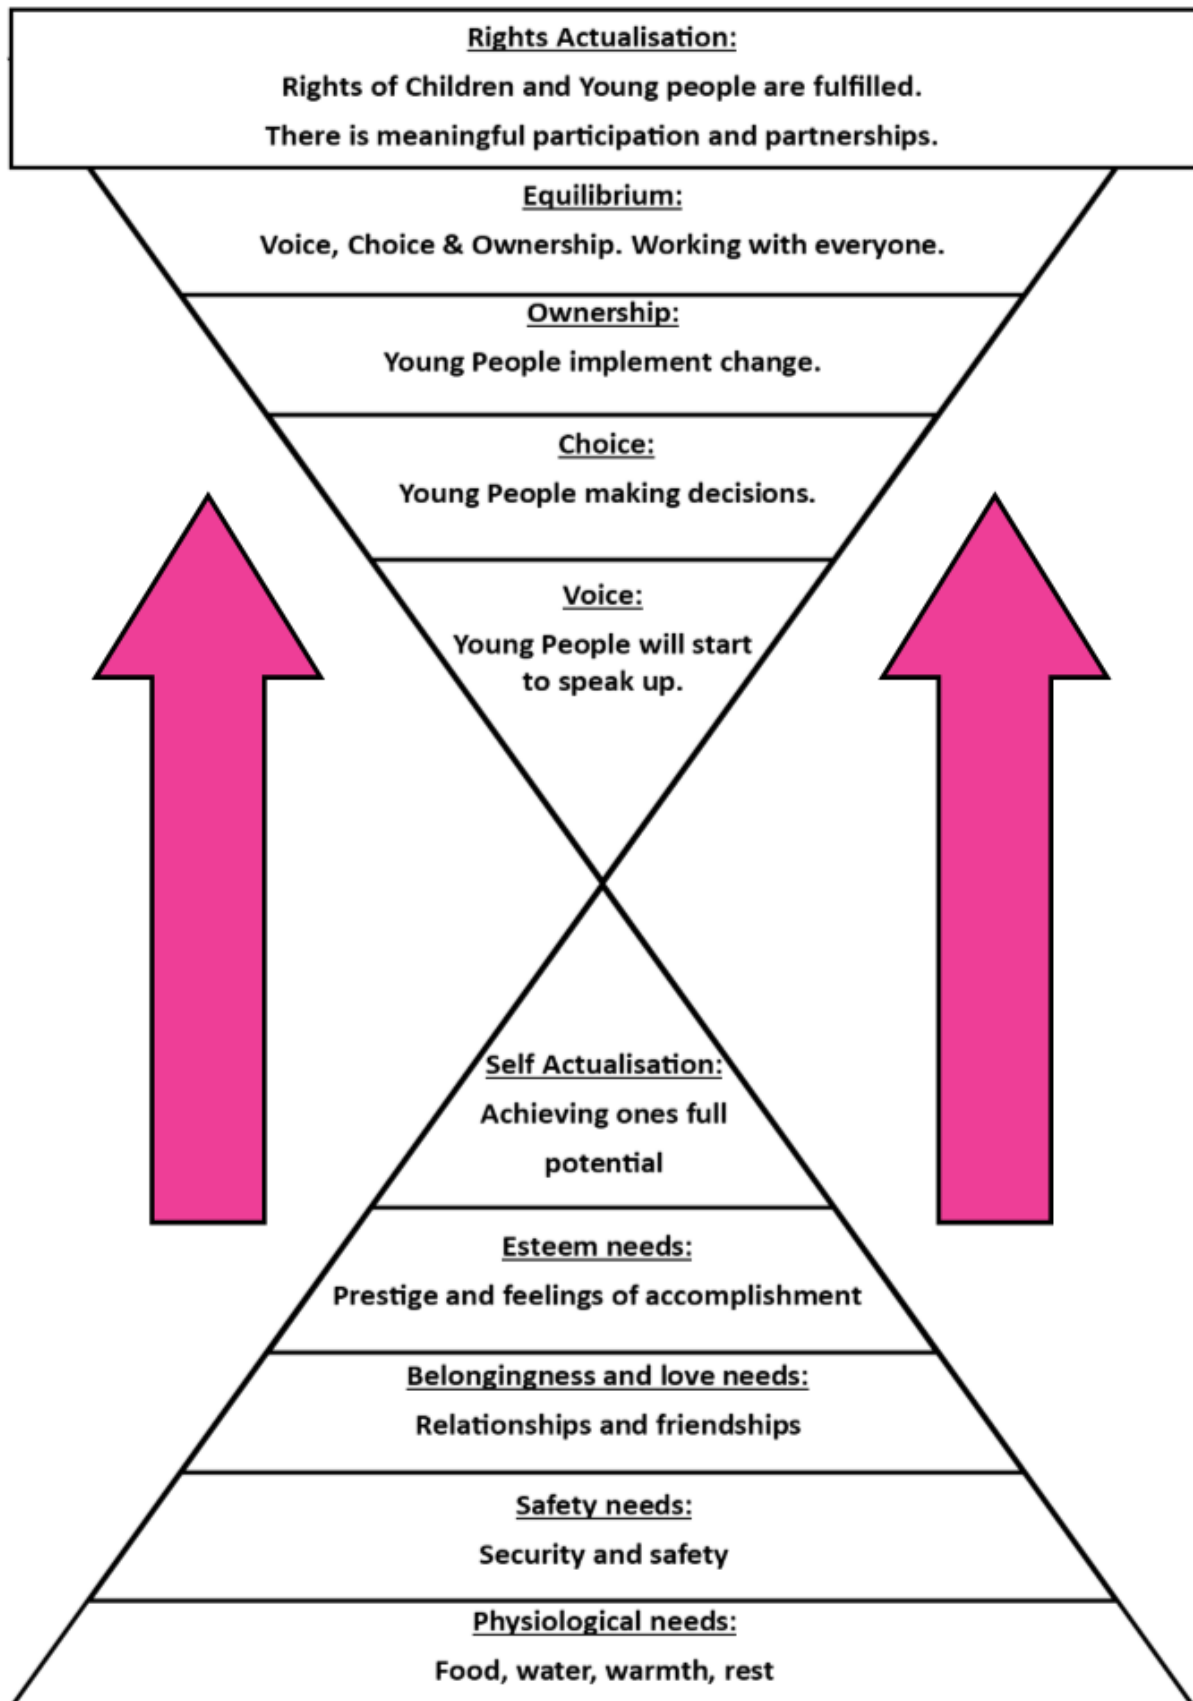 Rights Actualisation:
Rights of Children and Young people are fulfilled.
There is meaningful participation and partnerships.
Equilibrium:
Voice, Choice & Ownership. Working with everyone.
Ownership:
Young People implement change.
Choice:
Young People making decisions.
Voice:
Young People will start
to speak up.
Self Actualisation:
Achieving ones full
potential
Esteem needs:
Prestige and feelings of accomplishment
Belongingness and love needs:
Relationships and friendships
Safety needs:
Security and safety
Physiological needs:
Food, water, warmth, rest